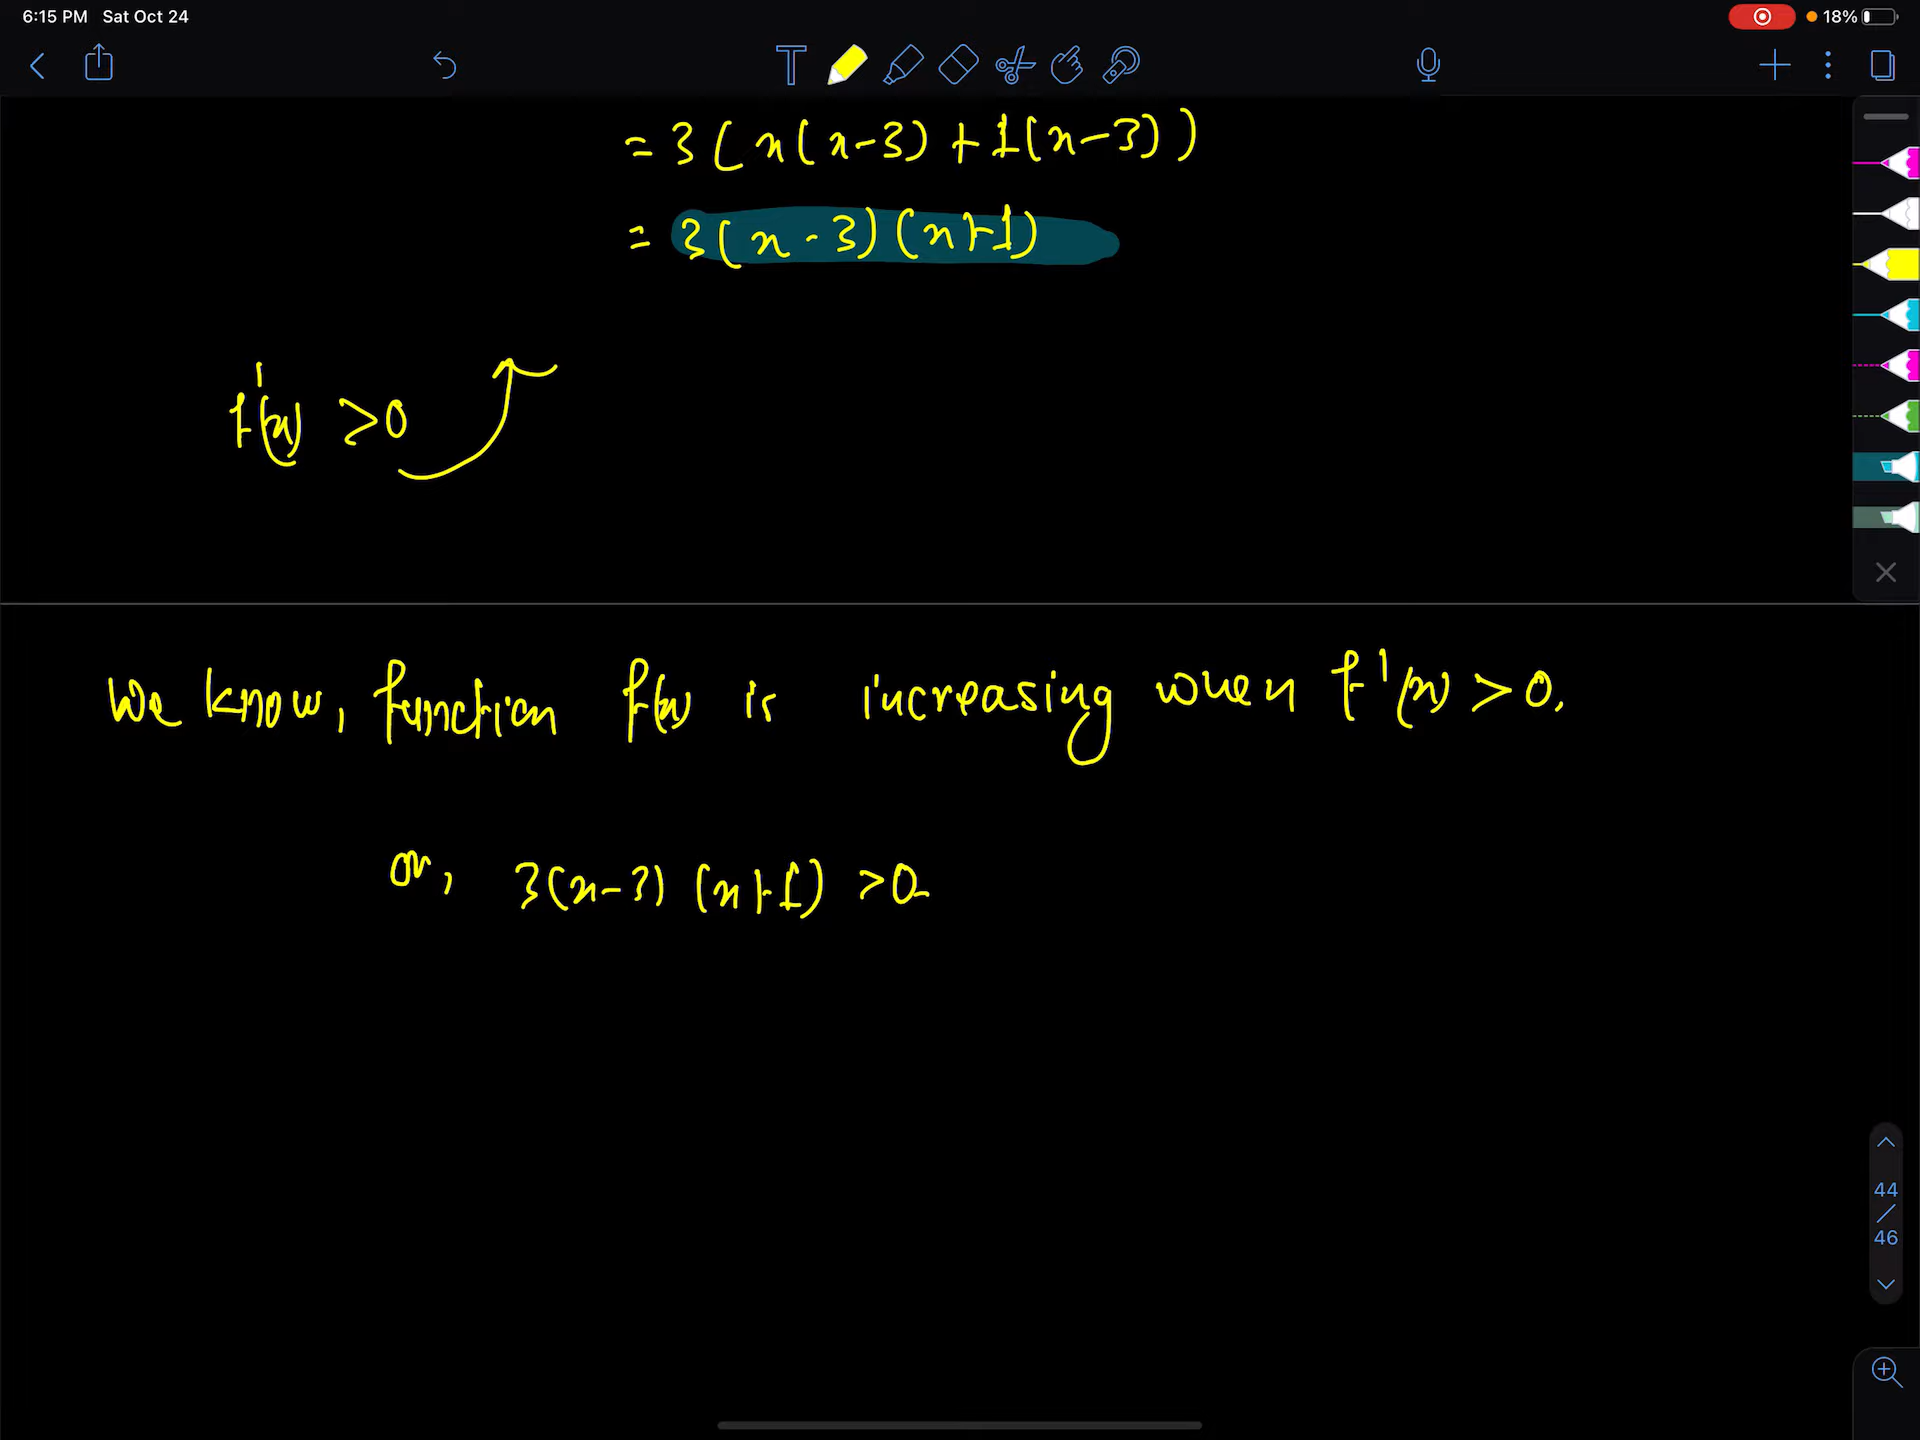 6:15 PM Sat Oct 24
18%
= 3(x(x-3)+1(x-3))
= 3(x-3)(x+1)
f'(x) >0
We know, function f(x) is increasing when f'(x) >0.
or, 3(x-3) (x+1) >0
44
/
46